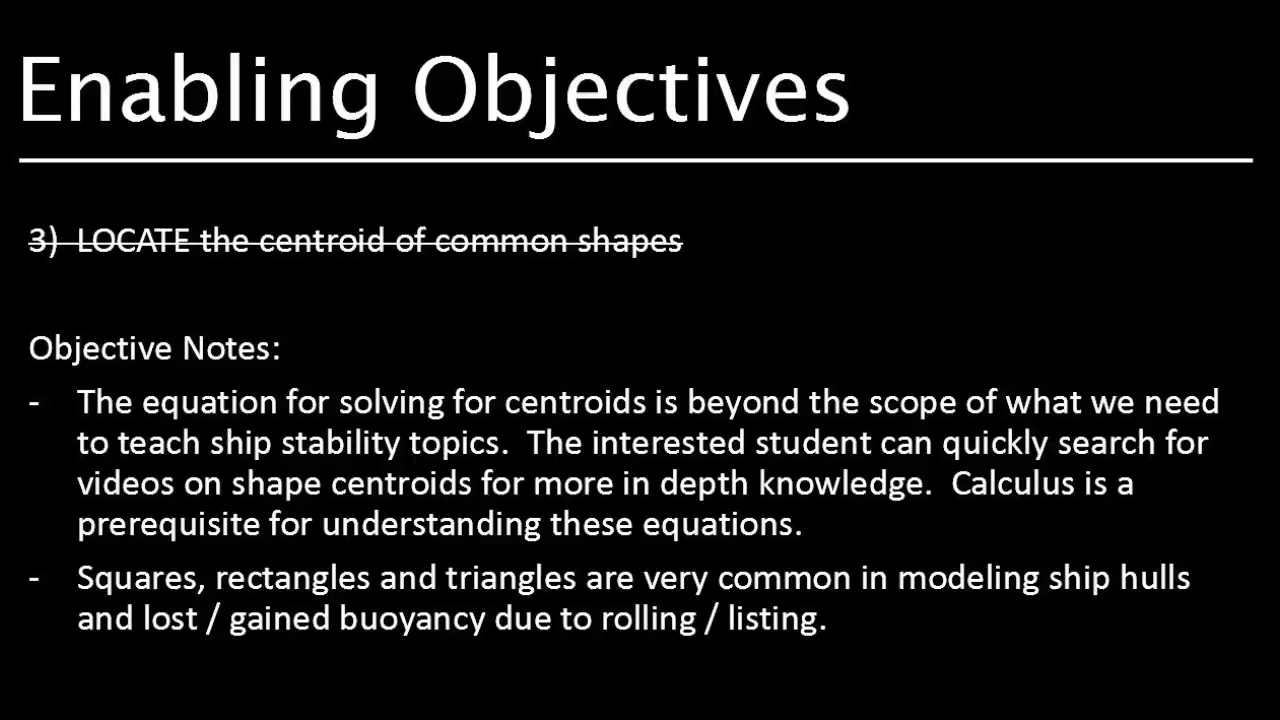 Enabling Objectives
3) LOCATE the centroid of common shapes
Objective Notes:
- The equation for solving for centroids is beyond the scope of what we need
to teach ship stability topics. The interested student can quickly search for
videos on shape centroids for more in depth knowledge. Calculus is a
prerequisite for understanding these equations.
- Squares, rectangles and triangles are very common in modeling ship hulls
and lost / gained buoyancy due to rolling / listing.